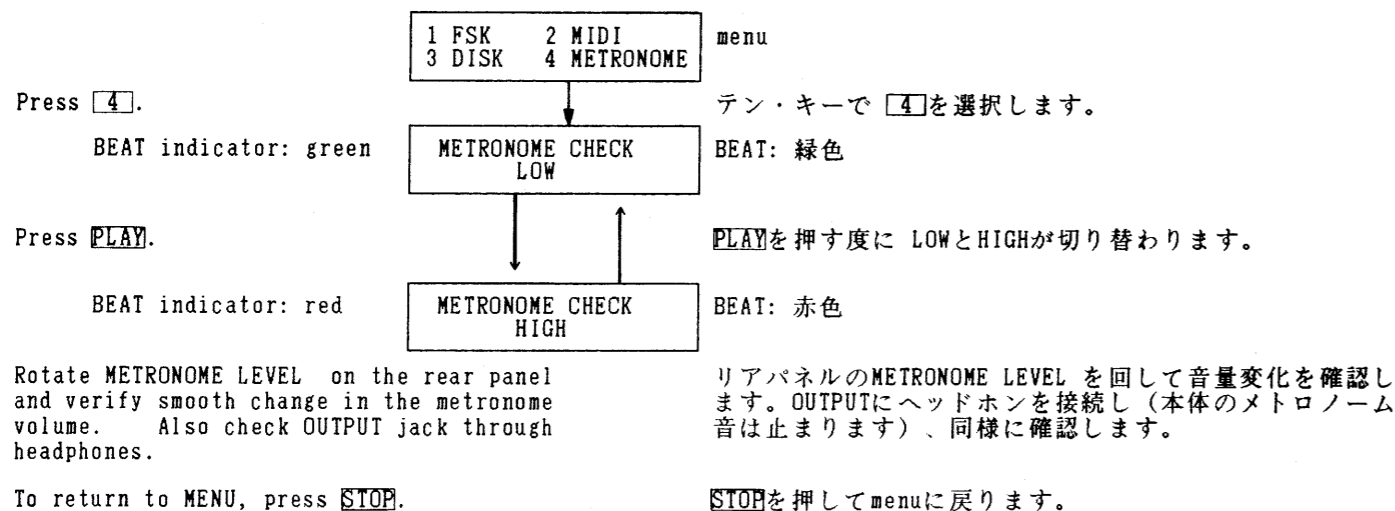 1 FSK 2 MIDI
3 DISK 4 METRONOME
menu
Press 4.
テン・キーで 4を選択します。
BEAT indicator: green
METRONOME CHECK
LOW
BEAT: 緑色
Press PLAY.
PLAYを押す度に LOWとHIGHが切り替わります。
BEAT indicator: red
METRONOME CHECK
HIGH
BEAT: 赤色
Rotate METRONOME LEVEL on the rear panel
and verify smooth change in the metronome
volume. Also check OUTPUT jack through
headphones.
リアパネルのMETRONOME LEVEL を回して音量変化を確認し
ます。OUTPUTにヘッドホンを接続し（本体のメトロノーム
音は止まります）、同様に確認します。
To return to MENU, press STOP.
STOPを押してmenuに戻ります。